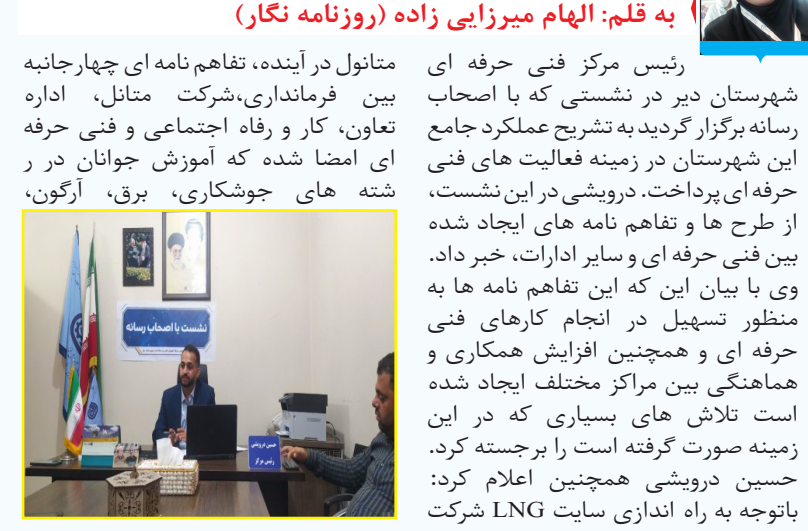 به قلم: الهام میرزایی زاده (روزنامه نگار)
رئیس مرکز فنی حرفه ای
شهرستان دیر در نشستی که با اصحاب
رسانه برگزار گردید به تشریح عملکرد جامع
این شهرستان در زمینه فعالیت های فنی
حرفه ای پرداخت. درویشی در این نشست،
از طرح ها و تفاهم نامه های ایجاد شده
بین فنی حرفه ای و سایر ادارات، خبر داد.
وی با بیان این که این تفاهم نامه ها به
منظور تسهیل در انجام کارهای فنی
حرفه ای و همچنین افزایش همکاری و
هماهنگی بین مراکز مختلف ایجاد شده
است تلاش های بسیاری که در این
زمینه صورت گرفته است را برجسته کرد.
حسین درویشی همچنین اعلام کرد:
باتوجه به راه اندازی سایت LNG شرکت
متانول در آینده، تفاهم نامه ای چهارجانبه
بین فرمانداری،شرکت متانل، اداره
تعاون، کار و رفاه اجتماعی و فنی حرفه
ای امضا شده که آموزش جوانان در ر
شته های جوشکاری، برق، آرگون،
نشست با اصحاب رسانه
حسین درویشی
رئیس مرکز